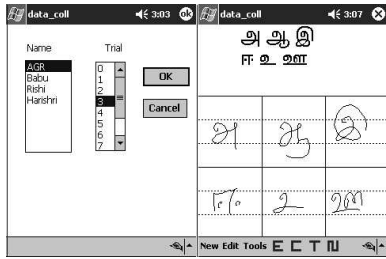 data_coll 3:03 ok
Name Trial
AGR
Babu
Rishi
Harishri
0
1
2
3
4
5
6
7
OK
Cancel
data_coll 3:07
அ ஆ இ
ஈ உ ஊ
அ ஆ இ
ஈ உ ஊ
New Edit Tools